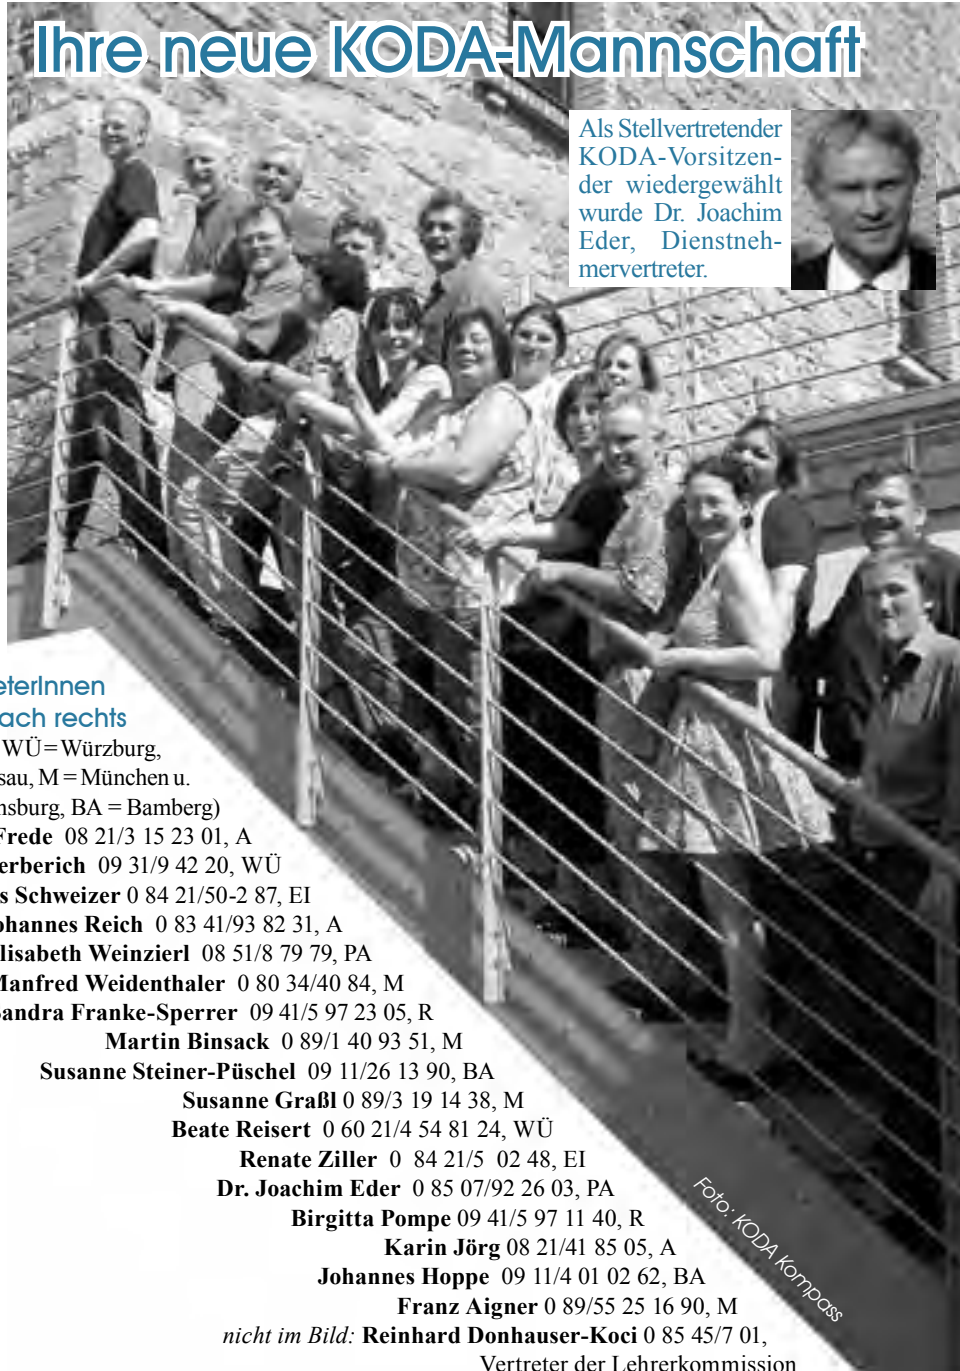 Ihre neue KODA-Mannschaft
Als Stellvertretender
KODA-Vorsitzen-
der wiedergewählt
wurde Dr. Joachim
Eder, Dienstneh-
mervertreter.
eterInnen
ach rechts
WÜ=Würzburg,
sau, M = München u.
nsburg, BA = Bamberg)
Frede 08 21/3 15 23 01, A
erberich 09 31/9 42 20, WÜ
s Schweizer 0 84 21/50-2 87, EI
ohannes Reich 0 83 41/93 82 31, A
lisabeth Weinzierl 08 51/8 79 79, PA
Manfred Weidenthaler 0 80 34/40 84, M
Sandra Franke-Sperrer 09 41/5 97 23 05, R
Martin Binsack 0 89/1 40 93 51, M
Susanne Steiner-Püschel 09 11/26 13 90, BA
Susanne Graßl 0 89/3 19 14 38, M
Beate Reisert 0 60 21/4 54 81 24, WÜ
Renate Ziller 0 84 21/5 02 48, EI
Dr. Joachim Eder 0 85 07/92 26 03, PA
Birgitta Pompe 09 41/5 97 11 40, R
Karin Jörg 08 21/41 85 05, A
Johannes Hoppe 09 11/4 01 02 62, BA
Franz Aigner 0 89/55 25 16 90, M
nicht im Bild: Reinhard Donhauser-Koci 0 85 45/7 01,
Vertreter der Lehrerkommission
Foto: KODA Kompass